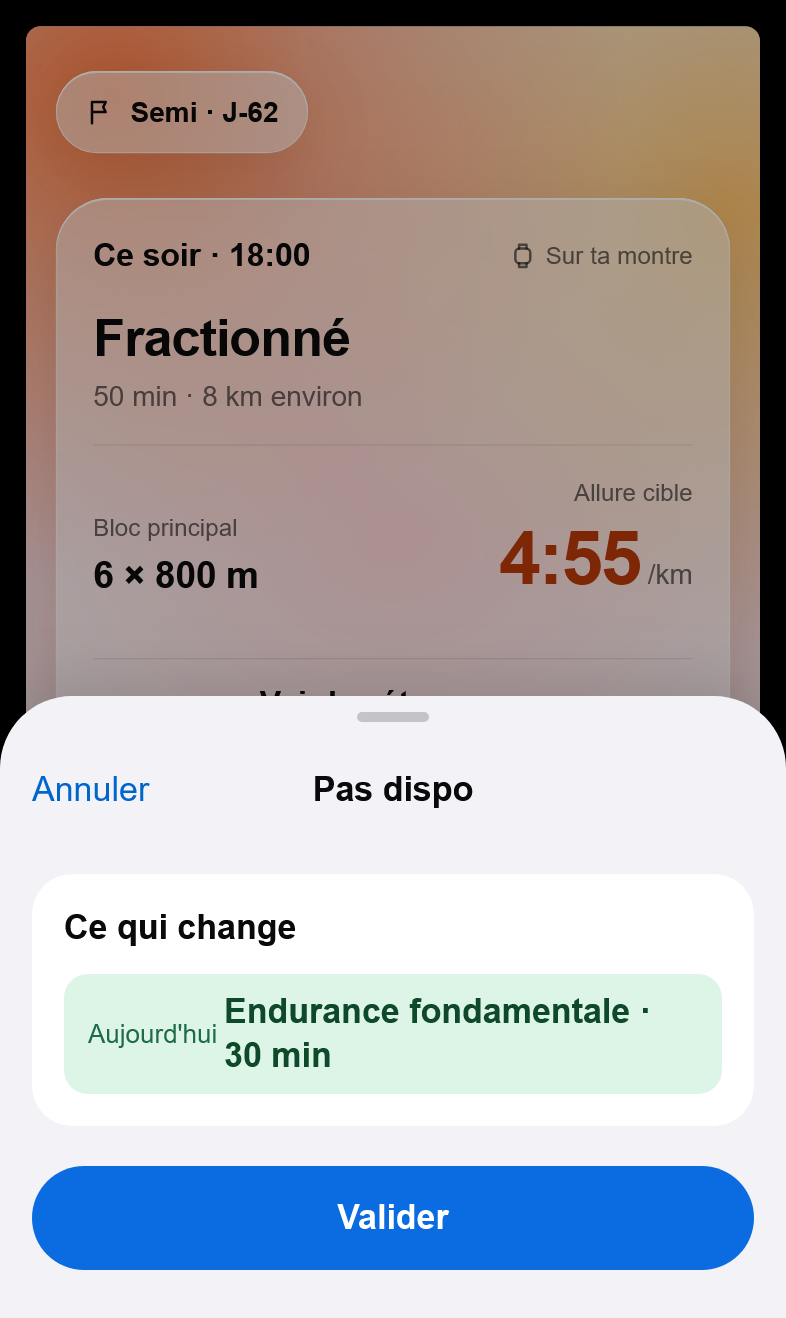 Semi · J-62
Ce soir · 18:00
Sur ta montre
Fractionné
50 min · 8 km environ
Allure cible
Bloc principal
4:55 /km
6 × 800 m
Annuler
Pas dispo
Ce qui change
Aujourd'hui
Endurance fondamentale ·
30 min
Valider